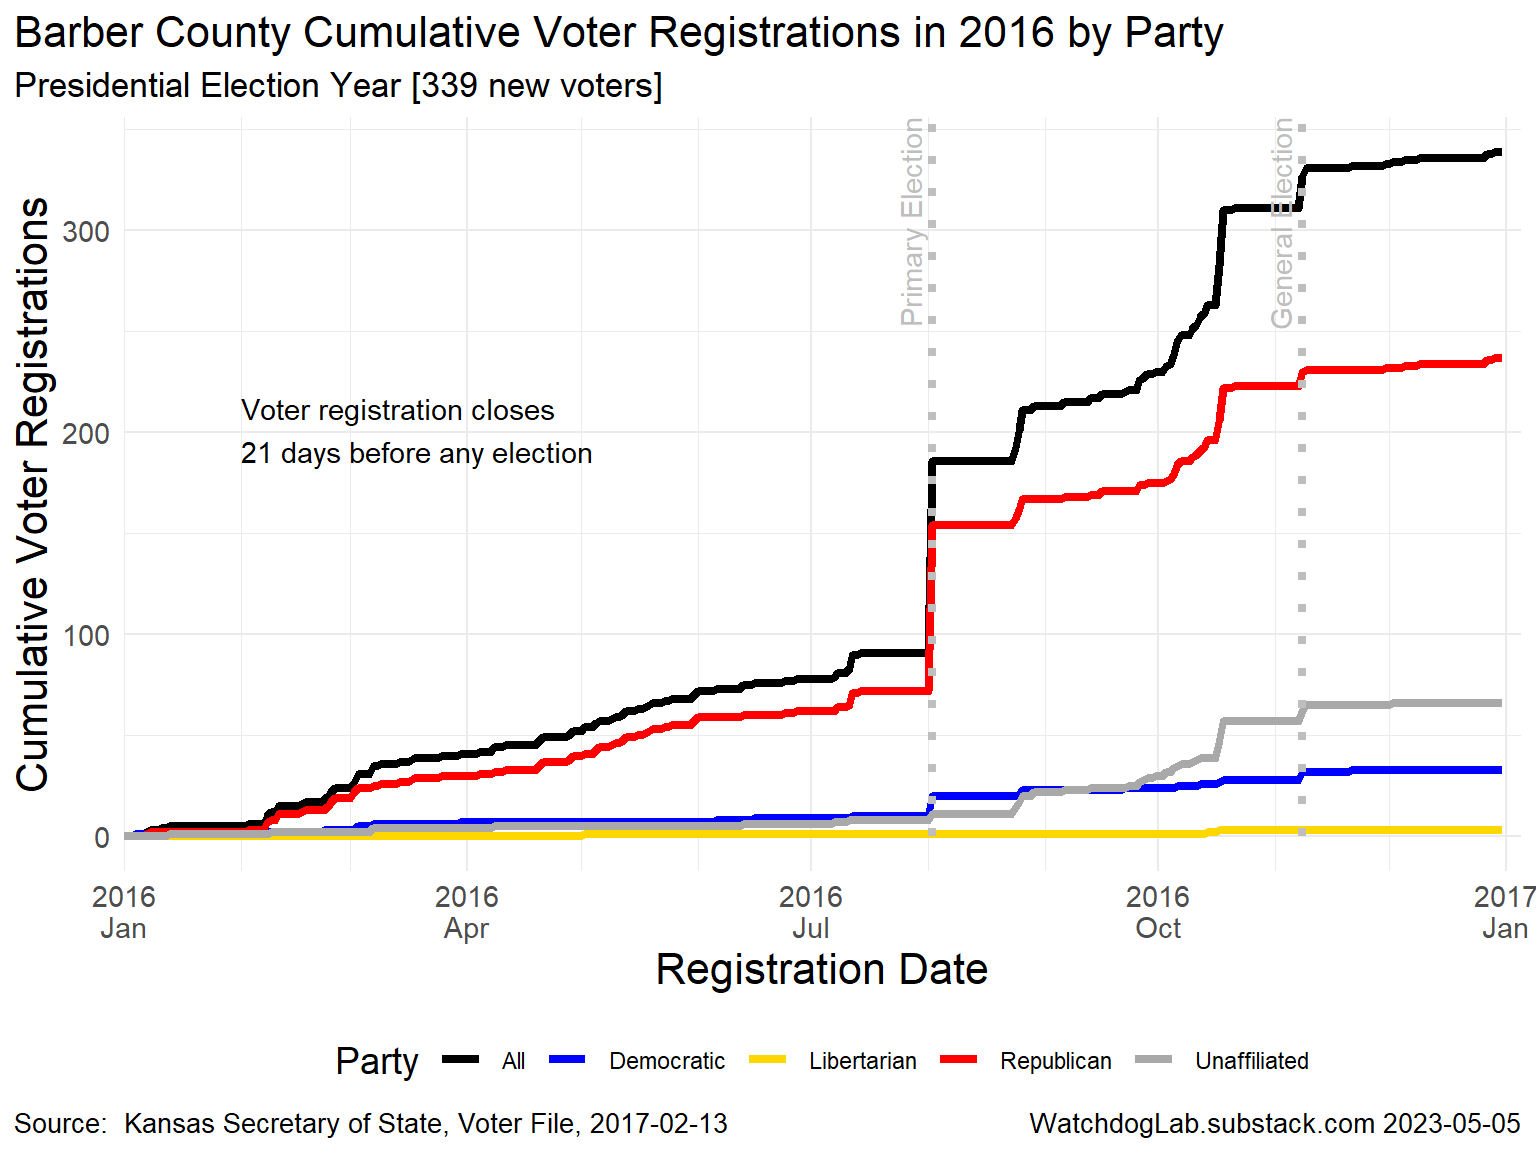 Barber County Cumulative Voter Registrations in 2016 by Party
Presidential Election Year [339 new voters]
Cumulative Voter Registrations
300
200
100
0
Primary Election
General Election
Voter registration closes
21 days before any election
2016 2016 2016 2016 2017
Jan Apr Jul Oct Jan
Registration Date
Party All Democratic Libertarian Republican Unaffiliated
Source: Kansas Secretary of State, Voter File, 2017-02-13
WatchdogLab.substack.com 2023-05-05